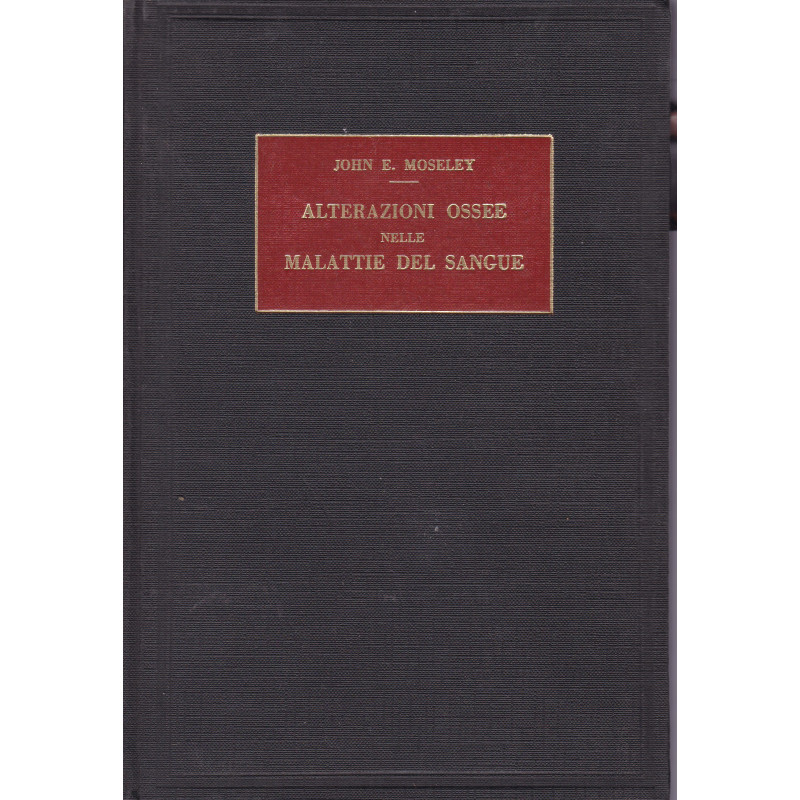 JOHN E. MOSELEY
ALTERAZIONI OSSEE
NELLE
MALATTIE DEL SANGUE